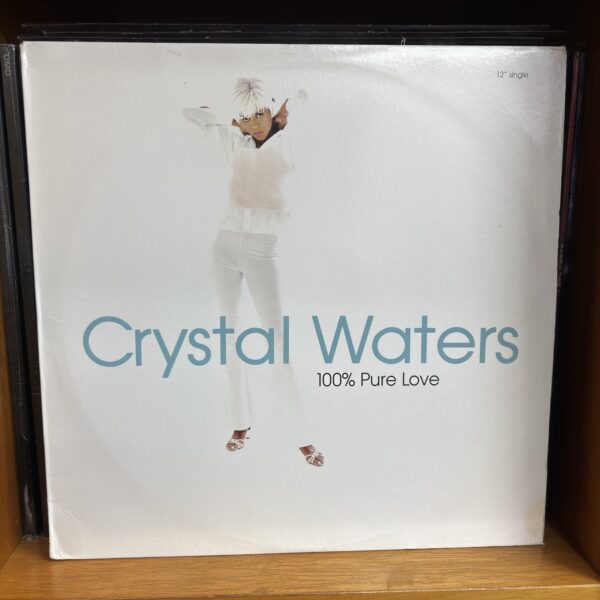 12" single
Crystal Waters
100% Pure Love